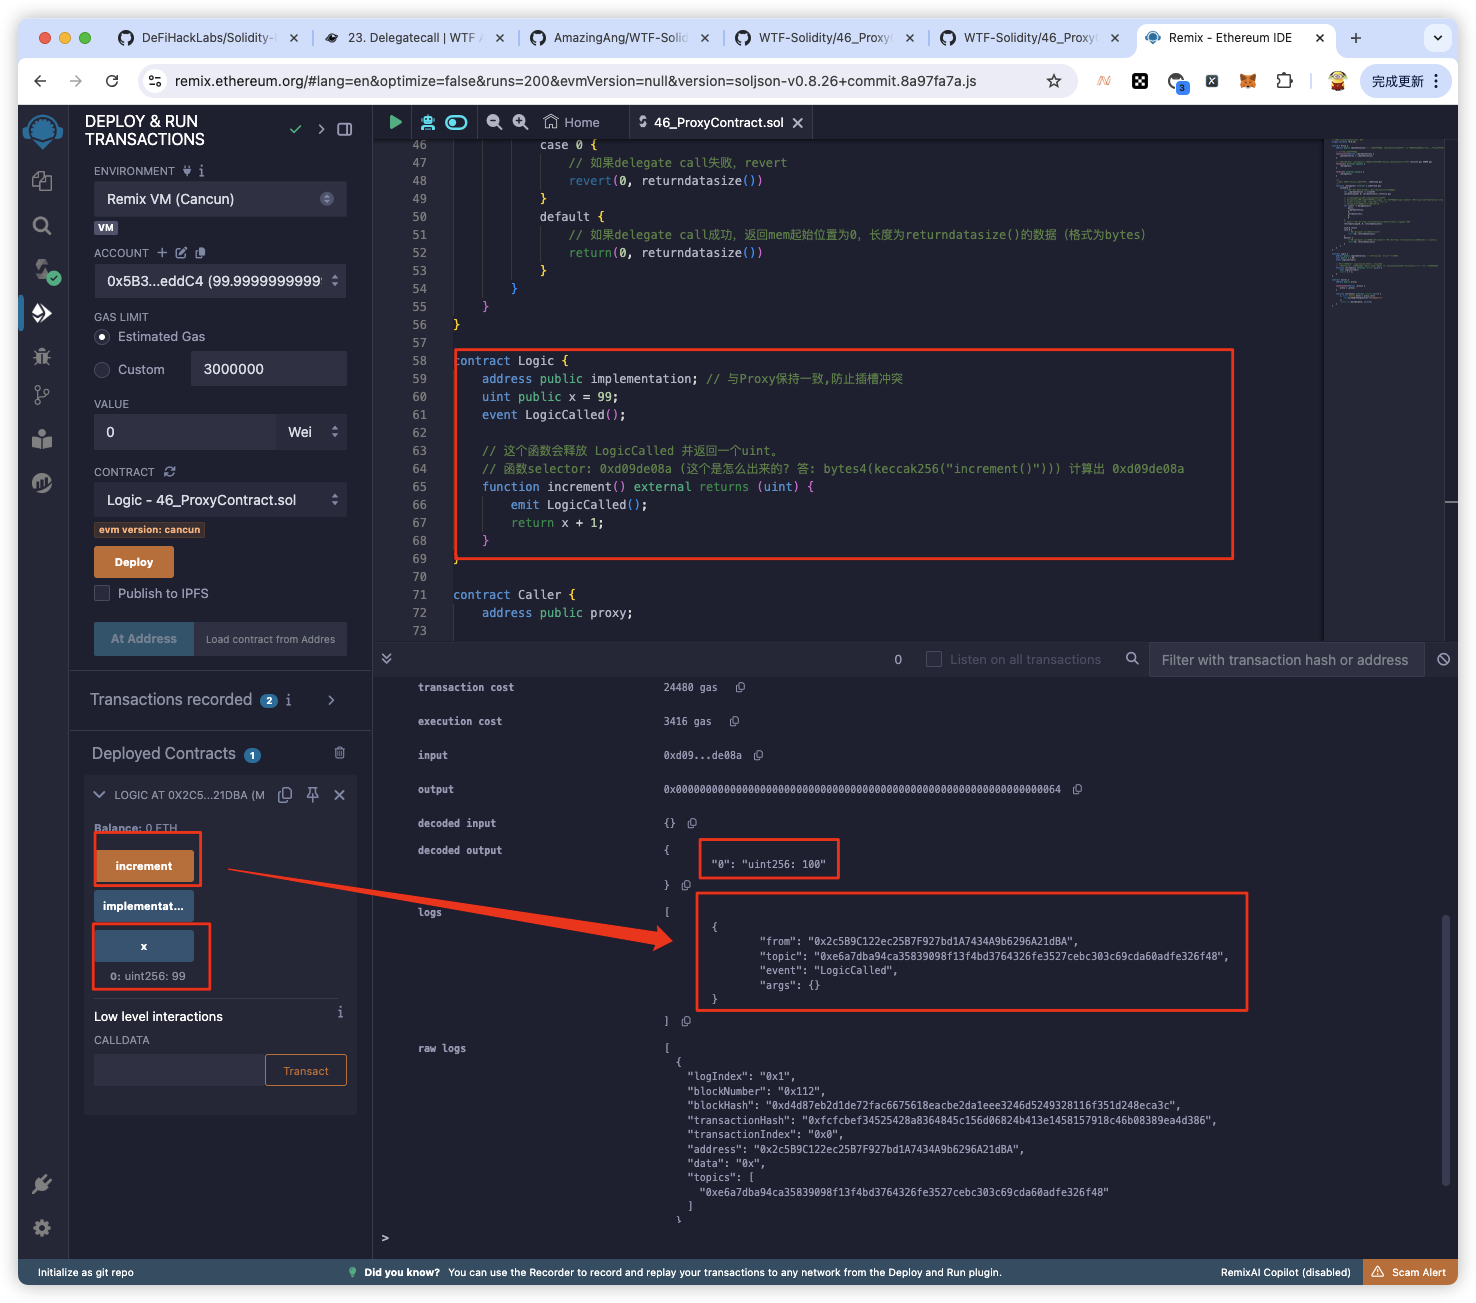 DeFiHackLabs/Solidity-
23. Delegatecall | WTF
AmazingAng/WTF-Solid
WTF-Solidity/46_Proxy
WTF-Solidity/46_Proxy
Remix - Ethereum IDE
remix.ethereum.org/#lang=en&optimize=false&runs=200&evmVersion=null&version=soljson-v0.8.26+commit.8a97fa7a.js
3
完成更新
DEPLOY & RUN
TRANSACTIONS
ENVIRONMENT
Remix VM (Cancun)
VM
ACCOUNT
0x5B3...eddC4 (99.9999999999
GAS LIMIT
Estimated Gas
Custom
3000000
VALUE
0
Wei
CONTRACT
Logic - 46_ProxyContract.sol
evm version: cancun
Deploy
Publish to IPFS
At Address
Load contract from Addres
Transactions recorded 2 i
Deployed Contracts 1
LOGIC AT 0X2C5...21DBA (M
Balance: 0 ETH
increment
implementat...
x
0: uint256: 99
Low level interactions
CALLDATA
Transact
Home
46_ProxyContract.sol
46 case 0 {
47 // 如果delegate call失败，revert
48 revert(0, returndatasize())
49 }
50 default {
51 // 如果delegate call成功，返回mem起始位置为0，长度为returndatasize()的数据（格式为bytes）
52 return(0, returndatasize())
53 }
54 }
55 }
56 }
57
58 contract Logic {
59 address public implementation; // 与Proxy保持一致,防止插槽冲突
60 uint public x = 99;
61 event LogicCalled();
62
63 // 这个函数会释放 LogicCalled 并返回一个uint。
64 // 函数selector: 0xd09de08a (这个是怎么出来的? 答: bytes4(keccak256("increment()"))) 计算出 0xd09de08a
65 function increment() external returns (uint) {
66 emit LogicCalled();
67 return x + 1;
68 }
69 }
70
71 contract Caller {
72 address public proxy;
73
0
Listen on all transactions
Filter with transaction hash or address
transaction cost 24480 gas
execution cost 3416 gas
input 0xd09...de08a
output 0x0000000000000000000000000000000000000000000000000000000000000064
decoded input {}
decoded output {
"0": "uint256: 100"
}
logs [
{
"from": "0x2c5B9C122ec25B7F927bd1A7434A9b6296A21dBA",
"topic": "0xe6a7dba94ca35839098f13f4bd3764326fe3527cebc303c69cda60adfe326f48",
"event": "LogicCalled",
"args": {}
}
]
raw logs [
{
"logIndex": "0x1",
"blockNumber": "0x112",
"blockHash": "0xd4d87eb2d1de72fac6675618eacbe2da1eee3246d5249328116f351d248eca3c",
"transactionHash": "0xfcfcbef34525428a8364845c156d06824b413e1458157918c46b08389ea4d386",
"transactionIndex": "0x0",
"address": "0x2c5B9C122ec25B7F927bd1A7434A9b6296A21dBA",
"data": "0x",
"topics": [
"0xe6a7dba94ca35839098f13f4bd3764326fe3527cebc303c69cda60adfe326f48"
]
}
>
Initialize as git repo
Did you know? You can use the Recorder to record and replay your transactions to any network from the Deploy and Run plugin.
RemixAI Copilot (disabled)
Scam Alert